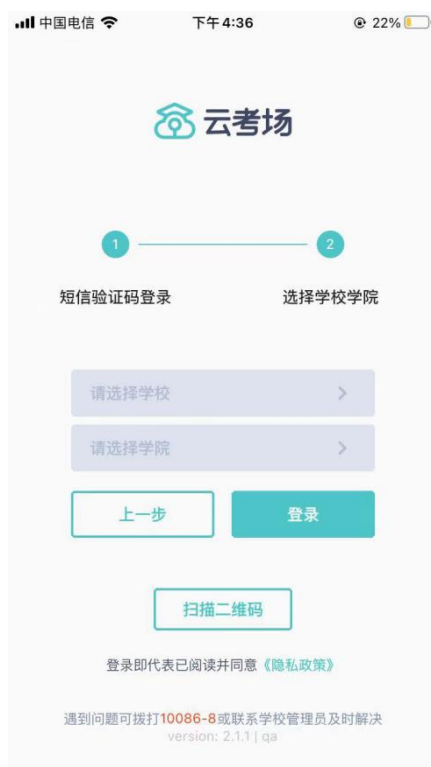 中国电信 下午4:36 22%
云考场
1 2
短信验证码登录 选择学校学院
请选择学校
请选择学院
上一步 登录
扫描二维码
登录即代表已阅读并同意《隐私政策》
遇到问题可拨打10086-8或联系学校管理员及时解决
version: 2.1.1 | qa